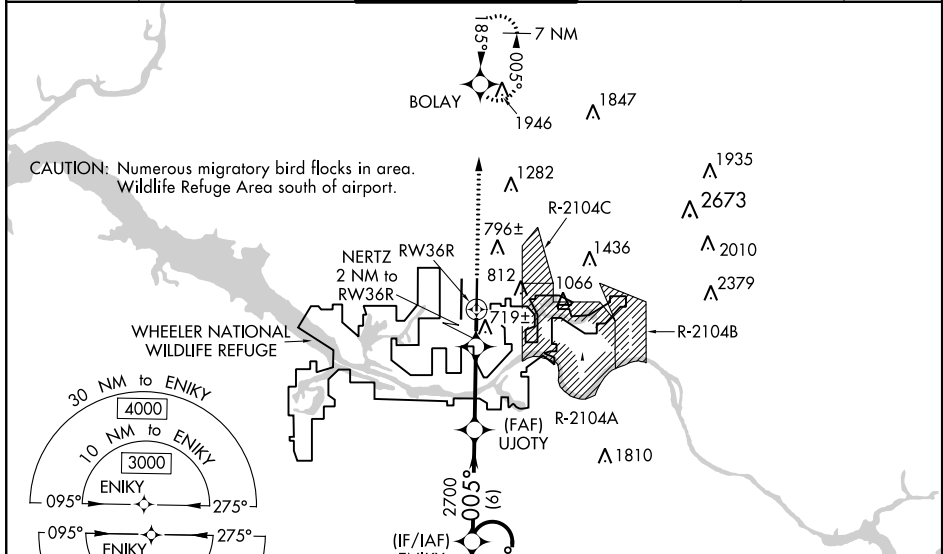 185°
7 NM
005°
BOLAY
1946
1847
CAUTION: Numerous migratory bird flocks in area.
Wildlife Refuge Area south of airport.
1282
1935
2673
R-2104C
796±
1436
2010
NERTZ
2 NM to
RW36R
RW36R
812
1066
2379
719±
WHEELER NATIONAL
WILDLIFE REFUGE
R-2104B
30 NM to ENIKY
4000
10 NM to ENIKY
3000
ENIKY
095°
275°
(FAF)
UJOTY
R-2104A
1810
2700
005°
(6)
095°
275°
ENIKY
(IF/IAF)